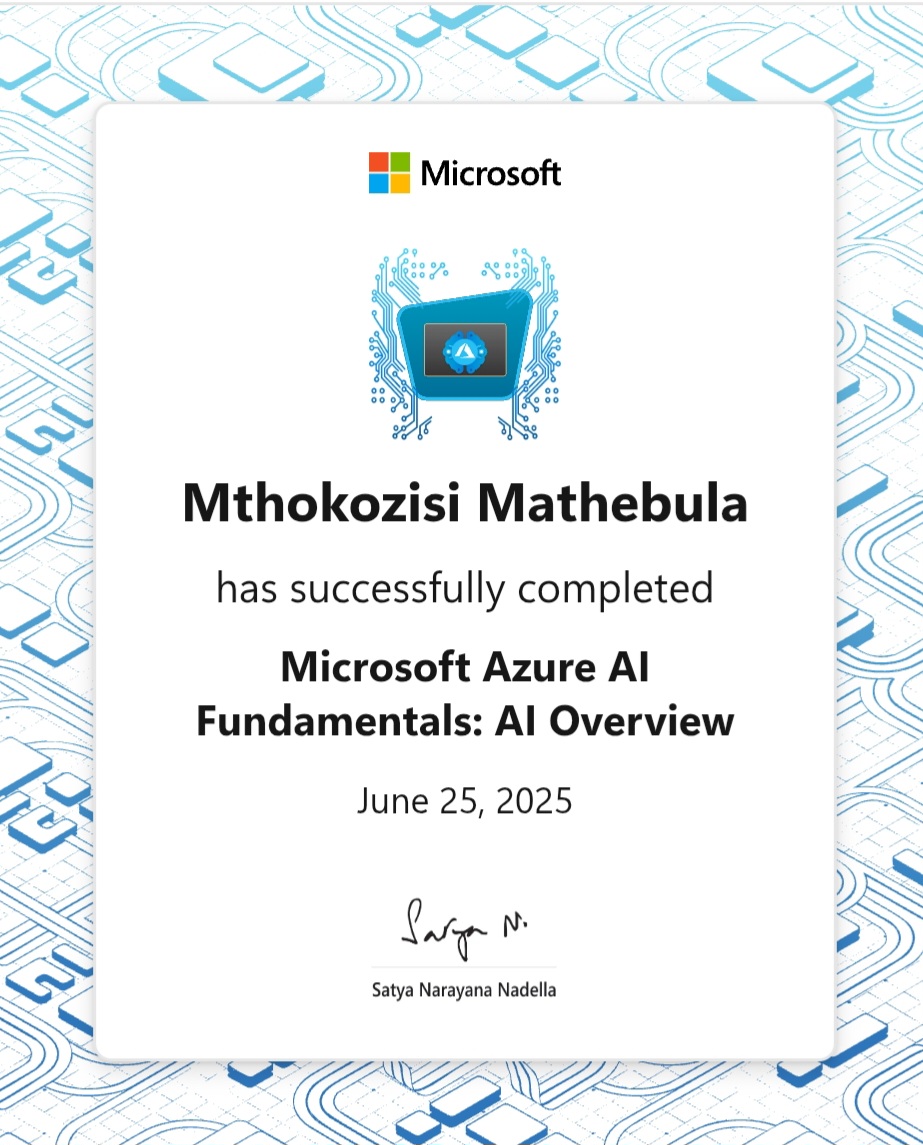 Microsoft
Mthokozisi Mathebula
has successfully completed
Microsoft Azure AI
Fundamentals: AI Overview
June 25, 2025
Satya N.
Satya Narayana Nadella